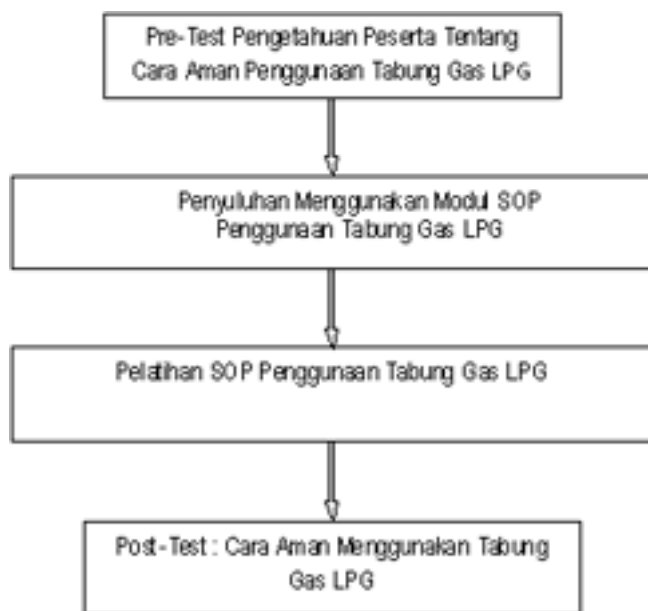 Pre-Test Pengetahuan Peserta Tentang
Cara Aman Penggunaan Tabung Gas LPG
Penyuluhan Menggunakan Modul SOP
Penggunaan Tabung Gas LPG
Pelatihan SOP Penggunaan Tabung Gas LPG
Post-Test : Cara Aman Menggunakan Tabung
Gas LPG